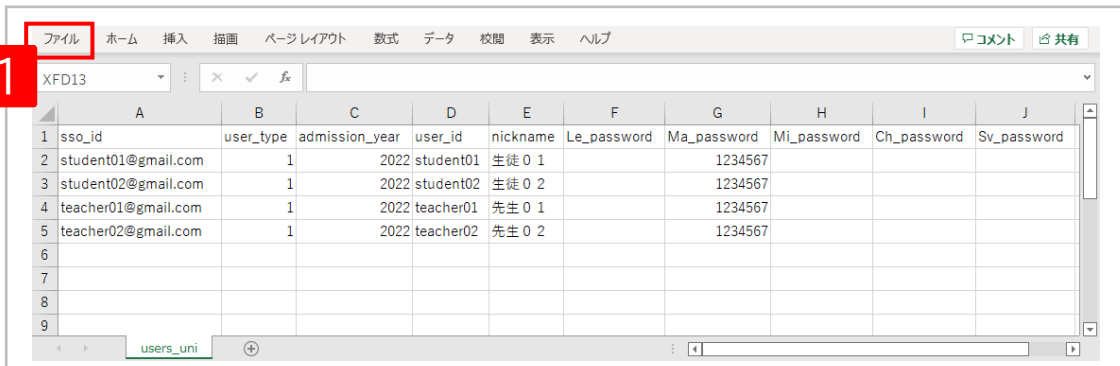 ファイル ホーム 挿入 描画 ページ レイアウト 数式 データ 校閲 表示 ヘルプ コメント 共有
1
XFD13 fx
A B C D E F G H I J
1 sso_id user_type admission_year user_id nickname Le_password Ma_password Mi_password Ch_password Sv_password
2 student01@gmail.com 1 2022 student01 生徒０１ 1234567
3 student02@gmail.com 1 2022 student02 生徒０２ 1234567
4 teacher01@gmail.com 1 2022 teacher01 先生０１ 1234567
5 teacher02@gmail.com 1 2022 teacher02 先生０２ 1234567
6
7
8
9
users_uni